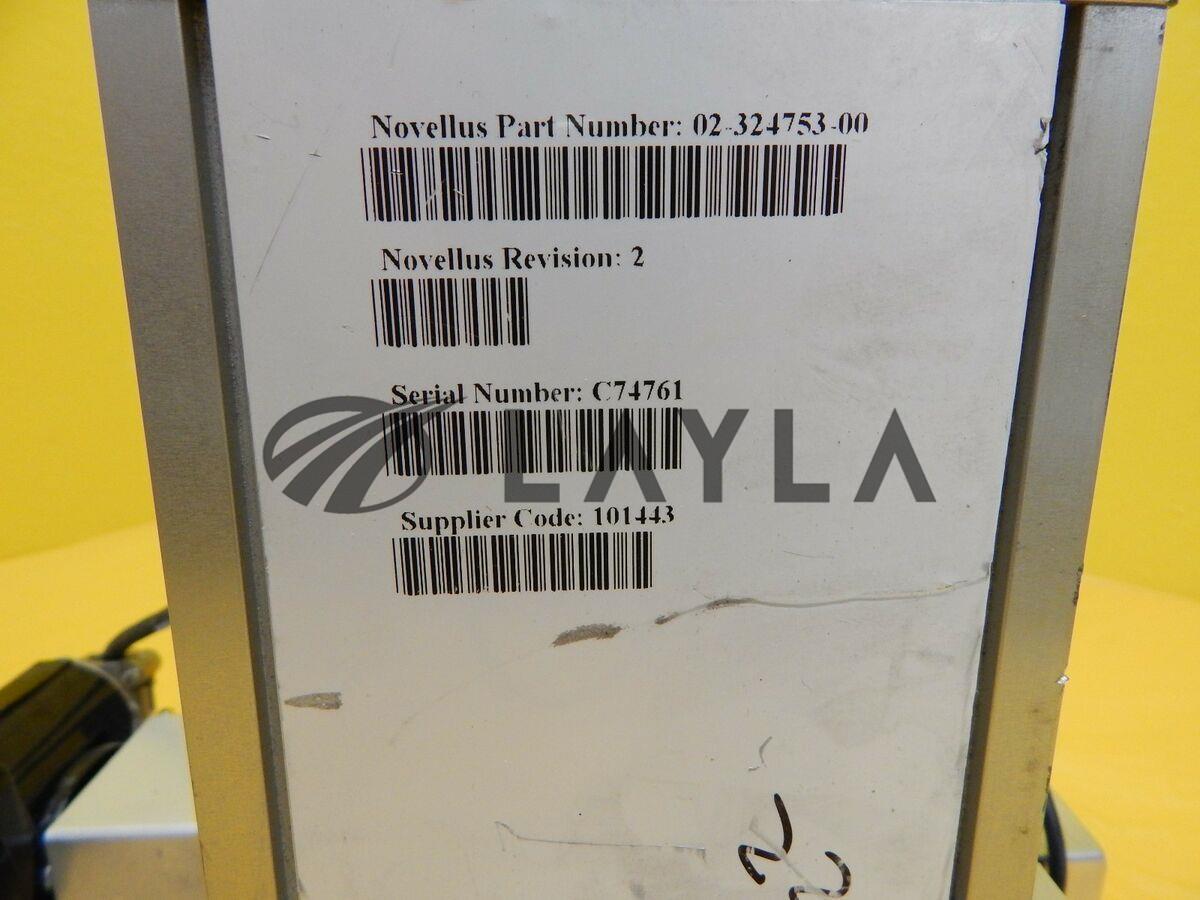 Novellus Part Number: 02-324753-00
Novellus Revision: 2
Serial Number: C74761
LAYLA
Supplier Code: 101443